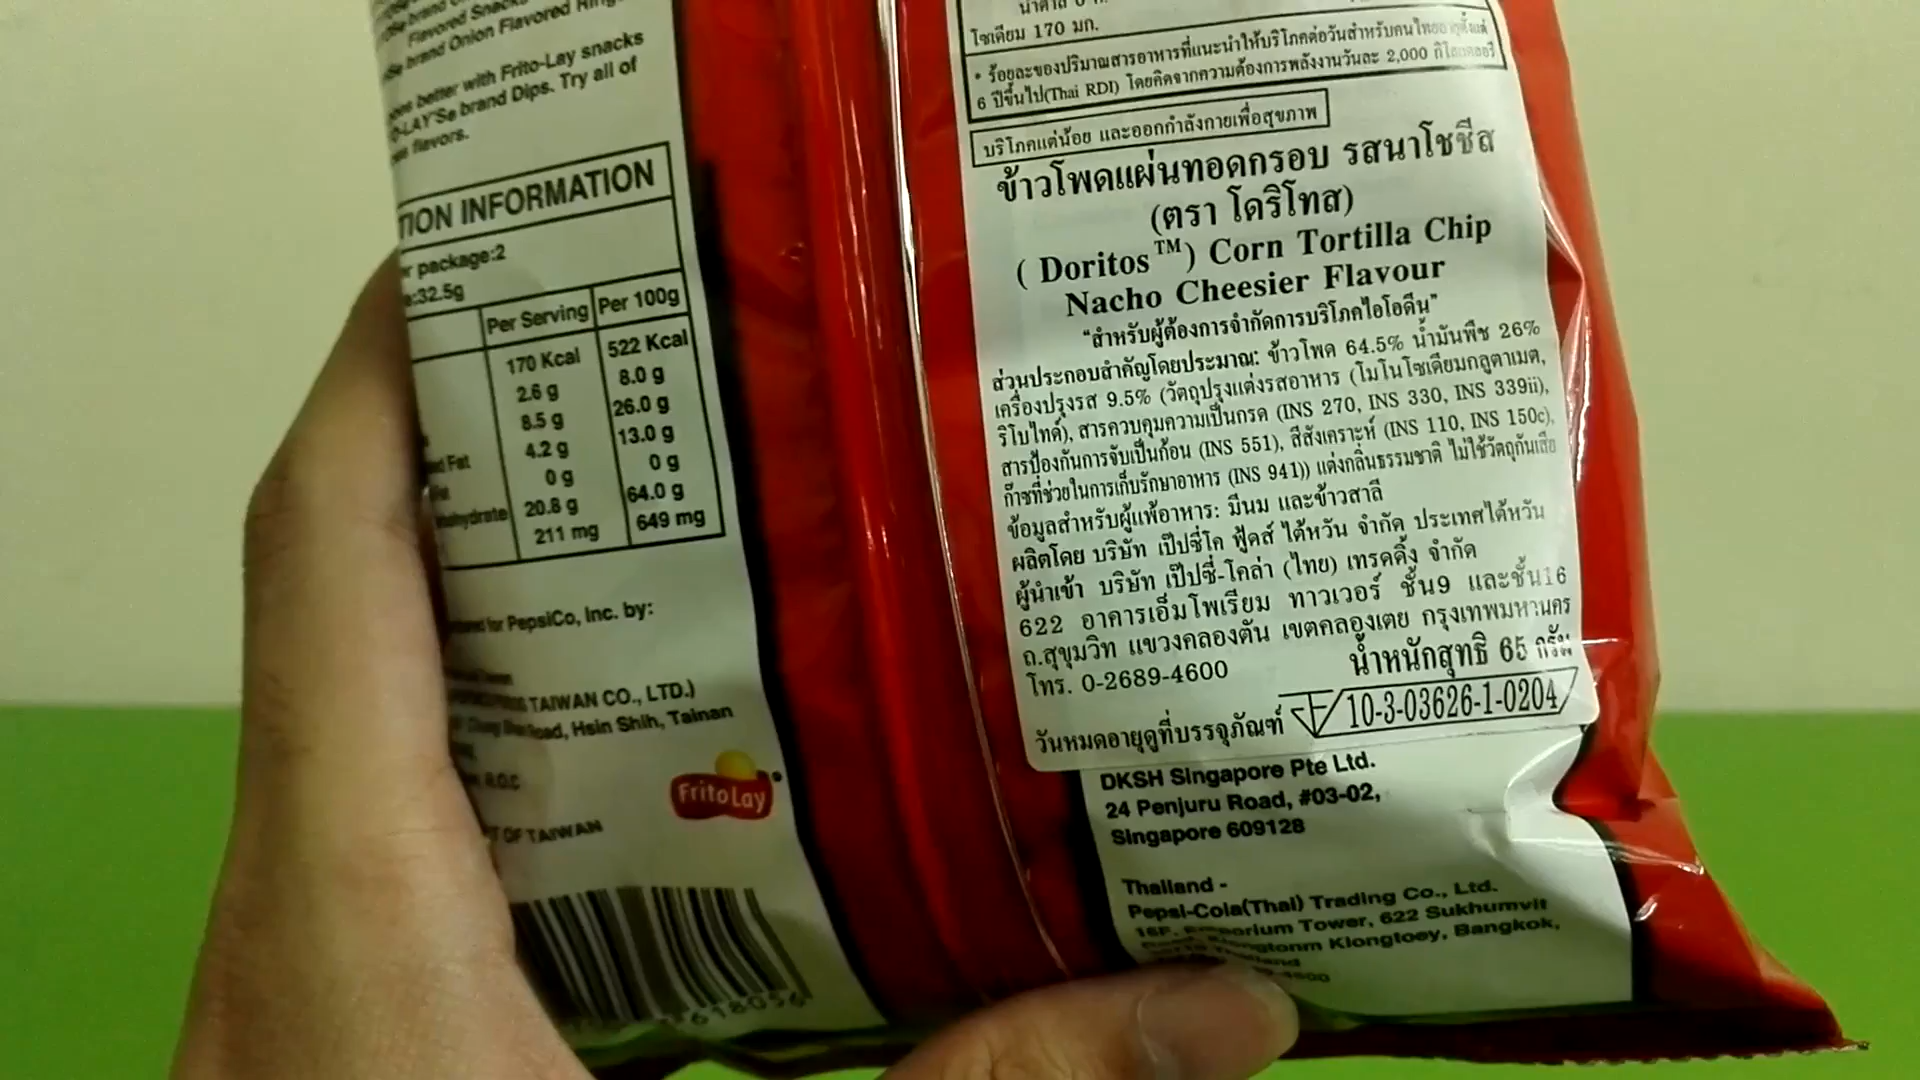 Flavored Snacks
brand Onion Flavored
better with Frito-Lay snacks
O-LAY'S® brand Dips. Try all of
flavors.
TION INFORMATION
package:2
:32.5g
Per Serving Per 100g
170 Kcal 522 Kcal
2.6 g 8.0 g
8.5 g 26.0 g
Fat 4.2 g 13.0 g
0 g 0 g
ohydrate 20.8 g 64.0 g
211 mg 649 mg
for PepsiCo, Inc. by:
TAIWAN CO., LTD.)
Road, Hsin Shih, Tainan
R.O.C
OF TAIWAN
Frito Lay
618056
โซเดียม 170 มก.
* ร้อยละของปริมาณสารอาหารที่แนะนำให้บริโภคต่อวันสำหรับคนไทยอายุตั้งแต่
6 ปีขึ้นไป(Thai RDI) โดยคิดจากความต้องการพลังงานวันละ 2,000 กิโลแคลอรี
บริโภคแต่น้อย และออกกำลังกายเพื่อสุขภาพ
ข้าวโพดแผ่นทอดกรอบ รสนาโชชีส
(ตรา โดริโทส)
( Doritos™) Corn Tortilla Chip
Nacho Cheesier Flavour
“สำหรับผู้ต้องการจำกัดการบริโภคไอโอดีน”
ส่วนประกอบสำคัญโดยประมาณ: ข้าวโพด 64.5% น้ำมันพืช 26%
เครื่องปรุงรส 9.5% (วัตถุปรุงแต่งรสอาหาร (โมโนโซเดียมกลูตาเมต,
ริโบไทด์), สารควบคุมความเป็นกรด (INS 270, INS 330, INS 339ii),
สารป้องกันการจับเป็นก้อน (INS 551), สีสังเคราะห์ (INS 110, INS 150c),
ก๊าซที่ช่วยในการเก็บรักษาอาหาร (INS 941)) แต่งกลิ่นธรรมชาติ ไม่ใช้วัตถุกันเสีย
ข้อมูลสำหรับผู้แพ้อาหาร: มีนม และข้าวสาลี
ผลิตโดย บริษัท เป๊ปซี่โค ฟู้ดส์ ไต้หวัน จำกัด ประเทศไต้หวัน
ผู้นำเข้า บริษัท เป๊ปซี่-โคล่า (ไทย) เทรดดิ้ง จำกัด
622 อาคารเอ็มโพเรียม ทาวเวอร์ ชั้น9 และชั้น16
ถ.สุขุมวิท แขวงคลองตัน เขตคลองเตย กรุงเทพมหานคร
โทร. 0-2689-4600 น้ำหนักสุทธิ 65 กรัม
วันหมดอายุดูที่บรรจุภัณฑ์ 10-3-03626-1-0204
DKSH Singapore Pte Ltd.
24 Penjuru Road, #03-02,
Singapore 609128
Thailand -
Pepsi-Cola(Thai) Trading Co., Ltd.
16F, Emporium Tower, 622 Sukhumvit
Klongtonm Klongtoey, Bangkok,